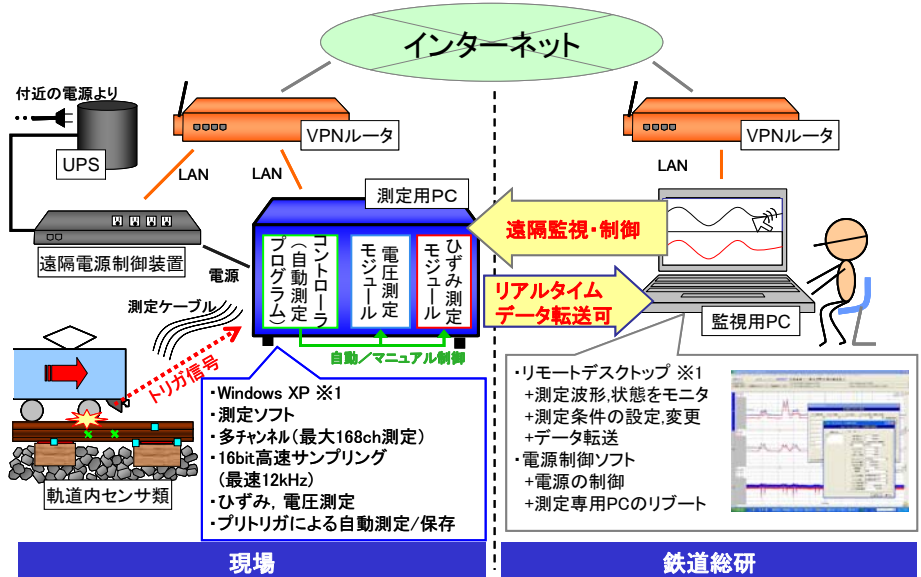 インターネット
付近の電源より
UPS
VPNルータ
LAN
LAN
遠隔電源制御装置
電源
測定用PC
コントローラ
（自動測定
プログラム）
電圧測定
モジュール
ひずみ測定
モジュール
自動／マニュアル制御
測定ケーブル
トリガ信号
軌道内センサ類
・Windows XP ※1
・測定ソフト
・多チャンネル（最大168ch測定）
・16bit高速サンプリング
（最速12kHz）
・ひずみ，電圧測定
・プリトリガによる自動測定/保存
現場
遠隔監視・制御
リアルタイム
データ転送可
VPNルータ
LAN
監視用PC
・リモートデスクトップ ※1
+測定波形,状態をモニタ
+測定条件の設定,変更
+データ転送
・電源制御ソフト
+電源の制御
+測定専用PCのリブート
鉄道総研